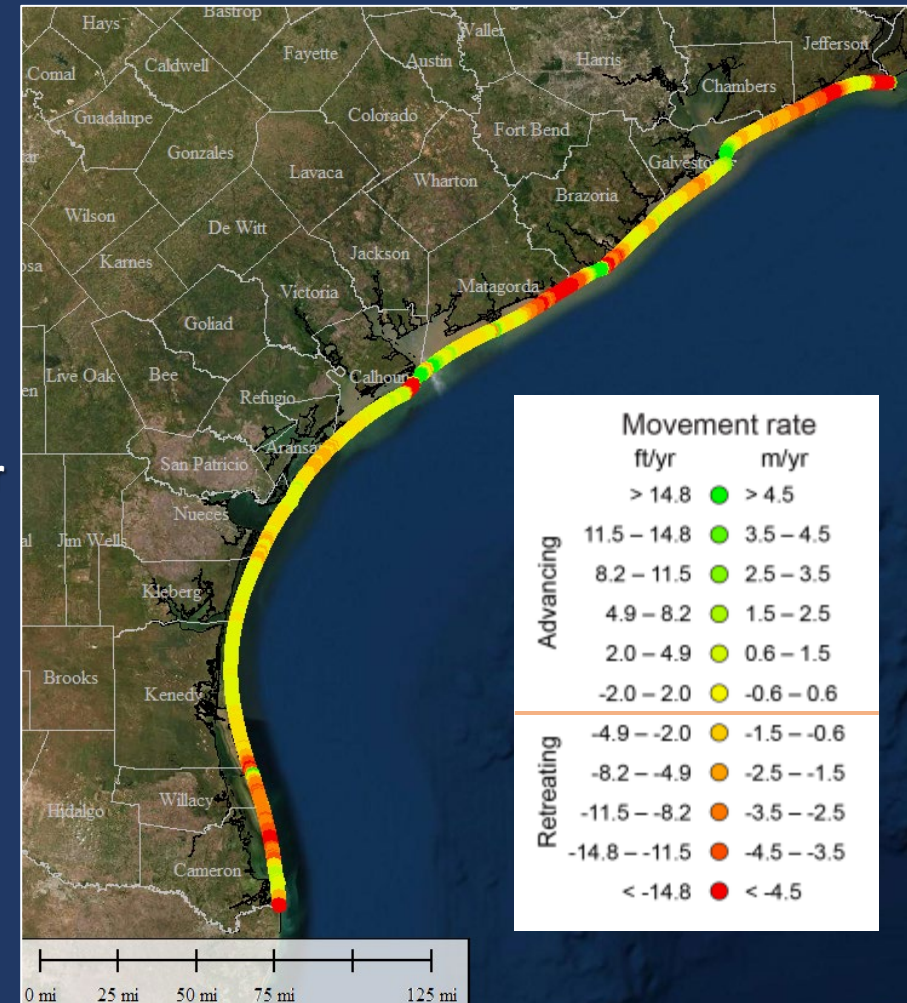 Hays
Bastrop
Fayette
Austin
Waller
Harris
Jefferson
Comal
Caldwell
Chambers
Guadalupe
Colorado
Fort Bend
Gonzales
Galvesto
Lavaca
Wharton
Brazoria
Wilson
De Witt
Karnes
Jackson
Matagorda
Victoria
Goliad
Live Oak
Bee
Calhoun
Refugio
Aransa
San Patricio
Nueces
Jim Wells
Kleberg
Brooks
Kenedy
Willacy
Hidalgo
Cameron
Movement rate
ft/yr m/yr
Advancing
> 14.8 > 4.5
11.5 – 14.8 3.5 – 4.5
8.2 – 11.5 2.5 – 3.5
4.9 – 8.2 1.5 – 2.5
2.0 – 4.9 0.6 – 1.5
-2.0 – 2.0 -0.6 – 0.6
Retreating
-4.9 – -2.0 -1.5 – -0.6
-8.2 – -4.9 -2.5 – -1.5
-11.5 – -8.2 -3.5 – -2.5
-14.8 – -11.5 -4.5 – -3.5
< -14.8 < -4.5
0 mi 25 mi 50 mi 75 mi 125 mi